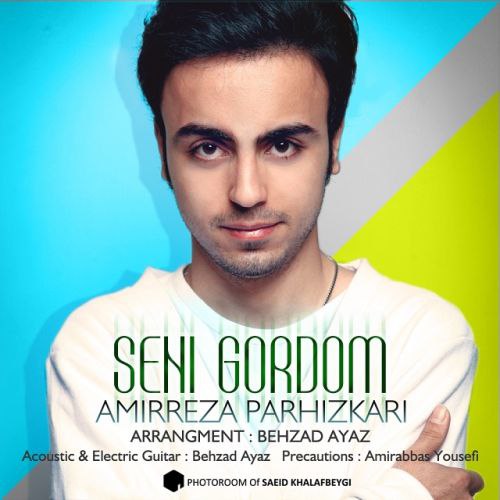 SENI GORDOM
AMIRREZA PARHIZKARI
ARRANGMENT : BEHZAD AYAZ
Acoustic & Electric Guitar : Behzad Ayaz Precautions : Amirabbas Yousefi
PHOTOROOM OF SAEID KHALAFBEYGI